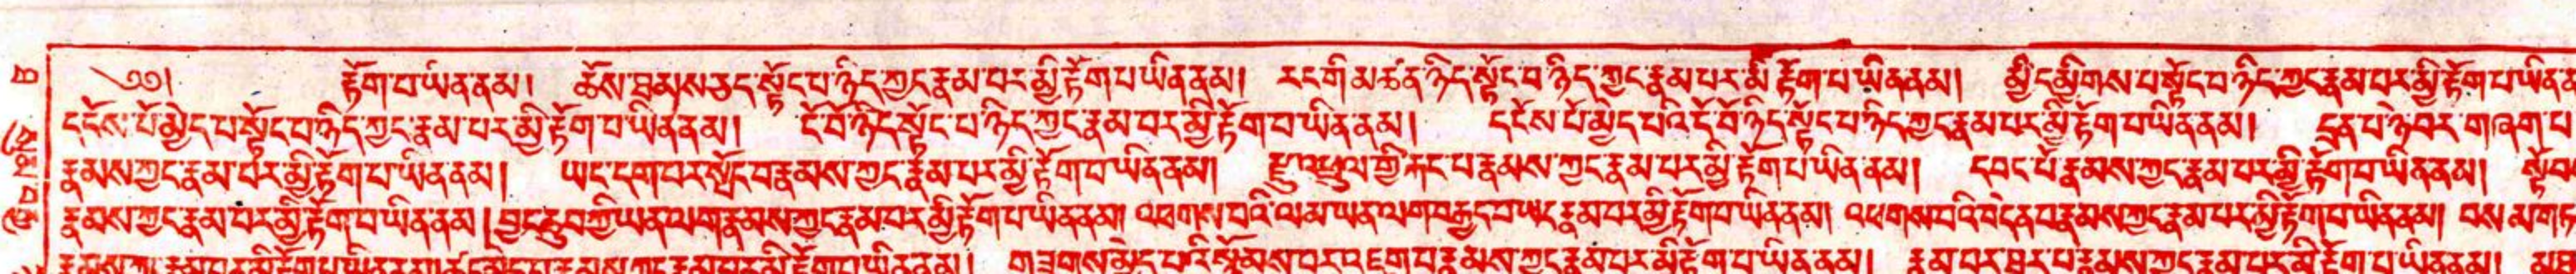 ༄༅། རྟོག་པ་ཡིན་ནམ། ཆོས་ཐམས་ཅད་སྟོང་པ་ཉིད་ཀྱང་རྣམ་པར་མྱི་རྟོག་པ་ཡིན་ནམ། རང་གི་མཚན་ཉིད་སྟོང་པ་ཉིད་ཀྱང་རྣམ་པར་མི་རྟོག་པ་ཡིན་ནམ། མྱི་དམྱིགས་པ་སྟོང་པ་ཉིད་ཀྱང་རྣམ་པར་མྱི་རྟོག་པ་ཡིན་ན
དངོས་པོ་མྱེད་པ་སྟོང་པ་ཉིད་ཀྱང་རྣམ་པར་མྱི་རྟོག་པ་ཡིན་ནམ། ངོ་བོ་ཉིད་སྟོང་པ་ཉིད་ཀྱང་རྣམ་པར་མྱི་རྟོག་པ་ཡིན་ནམ། དངོས་པོ་མྱེད་པའི་ངོ་བོ་ཉིད་སྟོང་པ་ཉིད་ཀྱང་རྣམ་པར་མྱི་རྟོག་པ་ཡིན་ནམ། དྲན་པ་ཉེ་བར་གཞག་པ
རྣམས་ཀྱང་རྣམ་པར་མྱི་རྟོག་པ་ཡིན་ནམ། ཡང་དག་པར་སྤོང་བ་རྣམས་ཀྱང་རྣམ་པར་མྱི་རྟོག་པ་ཡིན་ནམ། རྫུ་འཕྲུལ་གྱི་རྐང་པ་རྣམས་ཀྱང་རྣམ་པར་མྱི་རྟོག་པ་ཡིན་ནམ། དབང་པོ་རྣམས་ཀྱང་རྣམ་པར་མྱི་རྟོག་པ་ཡིན་ནམ། སྟོབ
རྣམས་ཀྱང་རྣམ་པར་མྱི་རྟོག་པ་ཡིན་ནམ། བྱང་ཆུབ་ཀྱི་ཡན་ལག་རྣམས་ཀྱང་རྣམ་པར་མྱི་རྟོག་པ་ཡིན་ནམ། འཕགས་པའི་ལམ་ཡན་ལག་བརྒྱད་པ་ཡང་རྣམ་པར་མྱི་རྟོག་པ་ཡིན་ནམ། འཕགས་པའི་བདེན་པ་རྣམས་ཀྱང་རྣམ་པར་མྱི་རྟོག་པ་ཡིན་ནམ། བསམ་གཏ
རྣམས་ཀྱང་རྣམ་པར་མྱི་རྟོག་པ་ཡིན་ནམ། ཚད་མེད་པ་རྣམས་ཀྱང་རྣམ་པར་མི་རྟོག་པ་ཡིན་ནམ། གཟུགས་མེད་པའི་སྙོམས་པར་འཇུག་པ་རྣམས་ཀྱང་རྣམ་པར་མི་རྟོག་པ་ཡིན་ནམ། རྣམ་པར་ཐར་པ་རྣམས་ཀྱང་རྣམ་པར་མི་རྟོག་པ་ཡིན་ནམ།